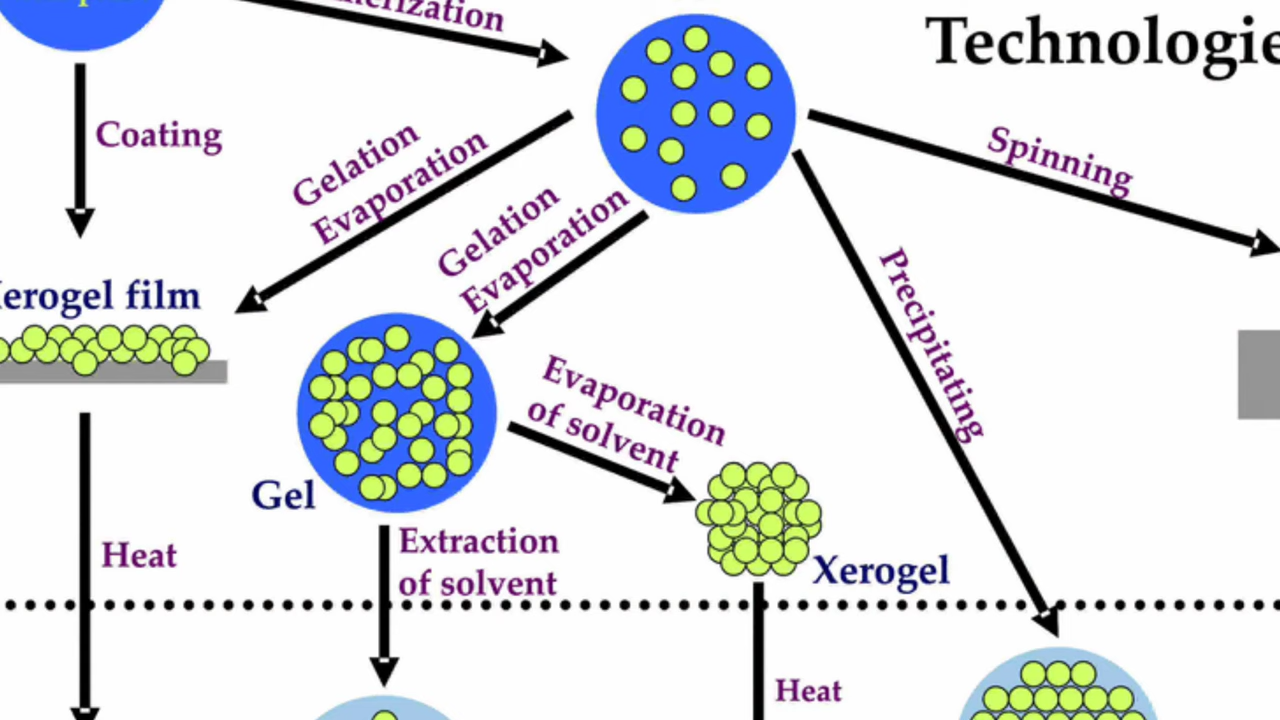 Technologie
Coating
Gelation
Evaporation
Gelation
Evaporation
Spinning
Precipitating
erogel film
Evaporation
of solvent
Gel
Extraction
of solvent
Heat
Xerogel
Heat